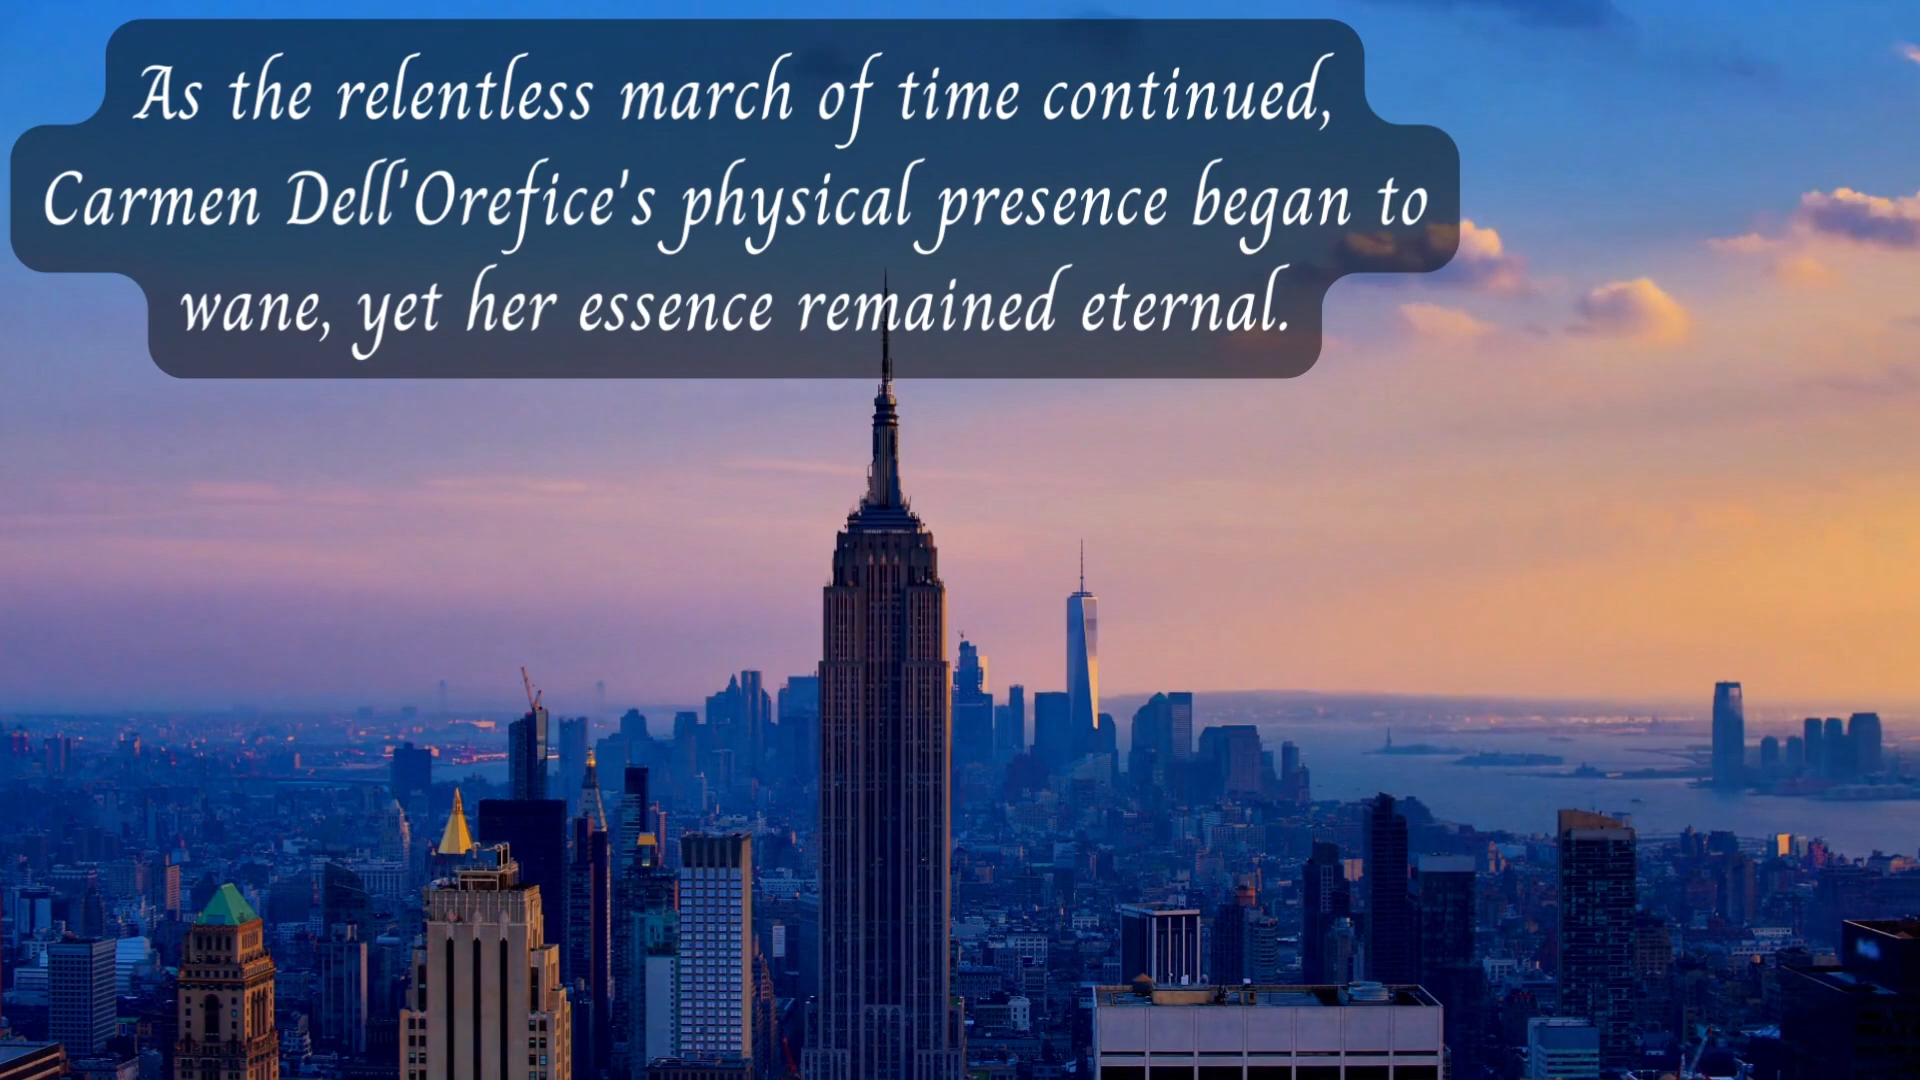 As the relentless march of time continued,
Carmen Dell'Orefice's physical presence began to
wane, yet her essence remained eternal.